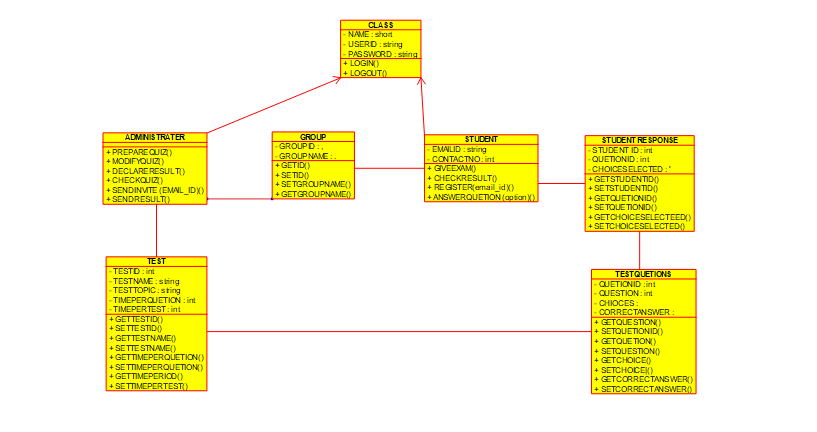 CLASS
- NAME : short
- USERID : string
- PASSWORD : string
+ LOGIN()
+ LOGOUT()
ADMINISTRATER
+ PREPAREQUIZ()
+ MODIFYQUIZ()
+ DECLARERESULT()
+ CHECKQUIZ()
+ SENDINVITE (EMAIL_ID)()
+ SENDRESULT()
GROUP
- GROUPID : ,
- GROUPNAME : .
+ GETID()
+ SETID()
+ SETGROUPNAME()
+ GETGROUPNAME()
STUDENT
- EMAILID : string
- CONTACTNO : int
+ GIVEEXAM()
+ CHECKRESULT()
+ REGISTER(email_id)()
+ ANSWERQUETION (option)()
STUDENTRESPONSE
- STUDENT ID : int
- QUETIONID : int
- CHOICESELECTED : '
+ GETSTUDENTID()
+ SETSTUDENTID()
+ GETQUETIONID()
+ SETQUETIONID()
+ GETCHOICESELECTEED()
+ SETCHOICESELECTED()
TEST
- TESTID : int
- TESTNAME : string
- TESTTOPIC : string
- TIMEPERQUETION : int
- TIMEPERTEST : int
+ GETTESTID()
+ SETTESTID()
+ GETTESTNAME()
+ SETTESTNAME()
+ GETTIMEPERQUETION()
+ SETTIMEPERQUETION()
+ GETTIMEPERIOD()
+ SETTIMEPERTEST()
TESTQUETIONS
- QUETIONID : int
- QUESTION : int
- CHIOCES :
- CORRECTANSWER :
+ GETQUESTION()
+ SETQUETIONID()
+ GETQUETION()
+ SETQUESTION()
+ GETCHOICE()
+ SETCHOICE|()
+ GETCORRECTANSWER()
+ SETCORRECTANSWER()